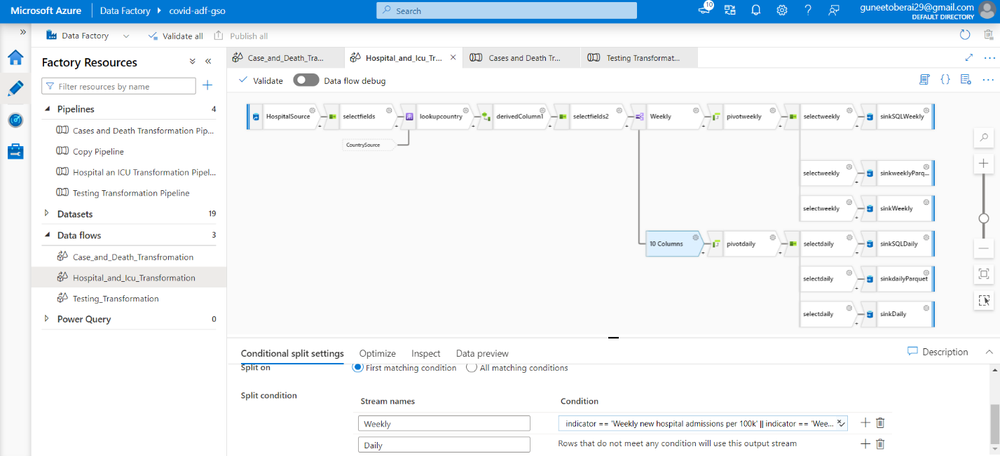 Microsoft Azure
Data Factory
covid-adf-gso
Search
10
guneetoberai29@gmail.com
DEFAULT DIRECTORY
Data Factory
Validate all
Publish all
Factory Resources
Filter resources by name
Pipelines 4
Cases and Death Transformation Pip...
Copy Pipeline
Hospital an ICU Transformation Pipel...
Testing Transformation Pipeline
Datasets 19
Data flows 3
Case_and_Death_Transfromation
Hospital_and_Icu_Transformation
Testing_Transformation
Power Query 0
Case_and_Death_Tra...
Hospital_and_Icu_Tr...
Cases and Death Tr...
Testing Transformat...
Validate
Data flow debug
HospitalSource
selectfields
lookupcountry
derivedColumn1
selectfields2
Weekly
pivotweekly
selectweekly
sinkSQLWeekly
CountrySource
selectweekly
sinkweeklyParq...
selectweekly
sinkWeekly
10 Columns
pivotdaily
selectdaily
sinkSQLDaily
selectdaily
sinkdailyParquet
selectdaily
sinkDaily
Conditional split settings
Optimize
Inspect
Data preview
Description
Split on
First matching condition
All matching conditions
Split condition
Stream names
Condition
Weekly
indicator == 'Weekly new hospital admissions per 100k' || indicator == 'Wee...
Daily
Rows that do not meet any condition will use this output stream